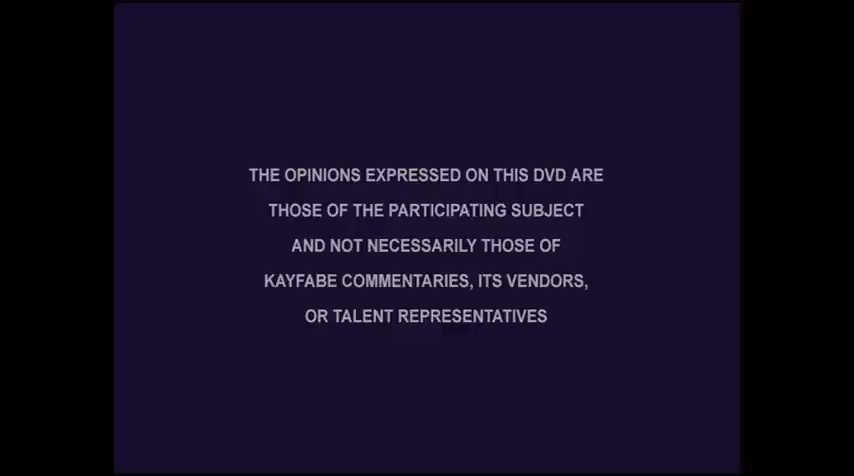 THE OPINIONS EXPRESSED ON THIS DVD ARE
THOSE OF THE PARTICIPATING SUBJECT
AND NOT NECESSARILY THOSE OF
KAYFABE COMMENTARIES, ITS VENDORS,
OR TALENT REPRESENTATIVES